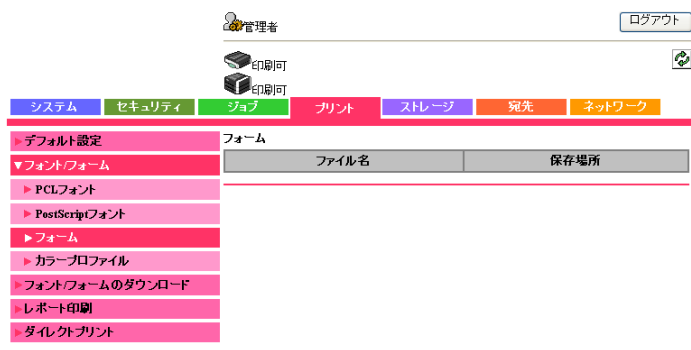 管理者
ログアウト
印刷可
印刷可
システム セキュリティ ジョブ プリント ストレージ 宛先 ネットワーク
▶デフォルト設定
▼フォント/フォーム
▶PCLフォント
▶PostScriptフォント
▶フォーム
▶カラープロファイル
▶フォント/フォームのダウンロード
▶レポート印刷
▶ダイレクトプリント
フォーム
ファイル名 保存場所